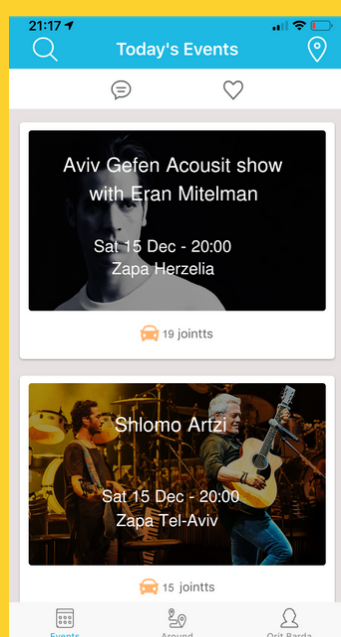 21:17
Today's Events
Aviv Gefen Acousit show
with Eran Mitelman
Sat 15 Dec - 20:00
Zapa Herzelia
19 jointts
Shlomo Artzi
Sat 15 Dec - 20:00
Zapa Tel-Aviv
15 jointts
Events
Around
Orit Barda